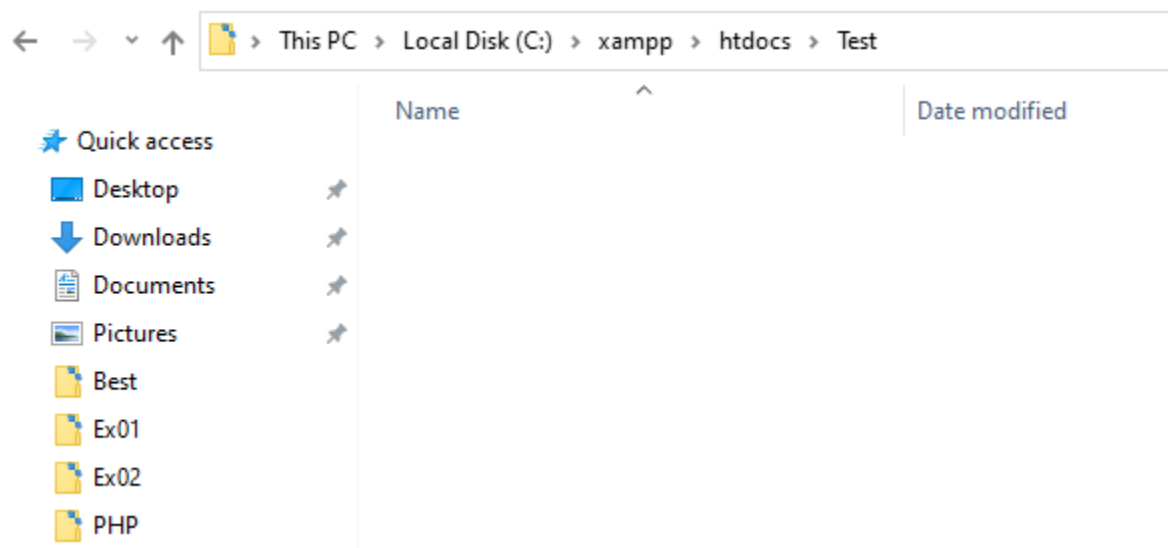 This PC > Local Disk (C:) > xampp > htdocs > Test
Name Date modified
Quick access
Desktop
Downloads
Documents
Pictures
Best
Ex01
Ex02
PHP